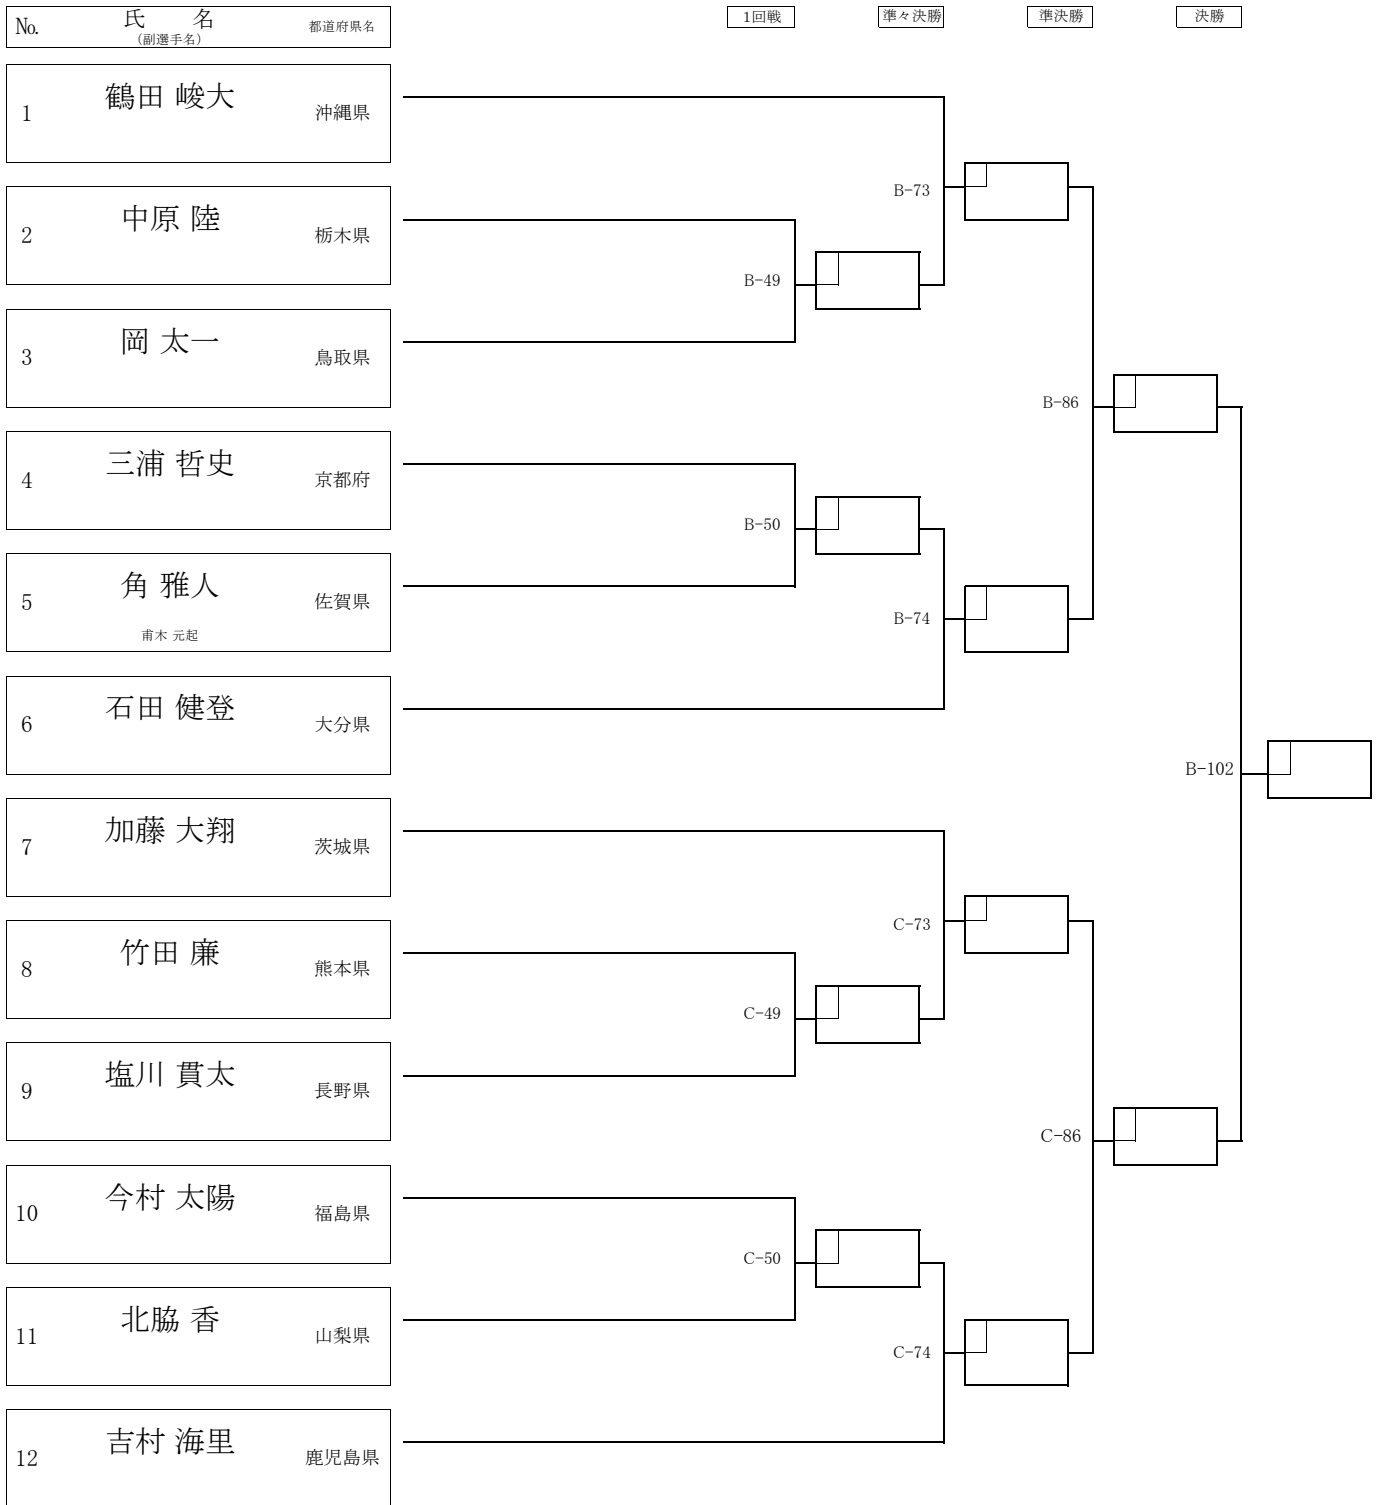 No. 氏 名 都道府県名 1回戦 準々決勝 準決勝 決勝
(副選手名)
1 鶴田 峻大 沖縄県
B-73
2 中原 陸 栃木県
B-49
3 岡 太一 鳥取県
B-86
4 三浦 哲史 京都府
B-50
5 角 雅人 佐賀県
甫木 元起
B-74
6 石田 健登 大分県
B-102
7 加藤 大翔 茨城県
C-73
8 竹田 廉 熊本県
C-49
9 塩川 貫太 長野県
C-86
10 今村 太陽 福島県
C-50
11 北脇 香 山梨県
C-74
12 吉村 海里 鹿児島県